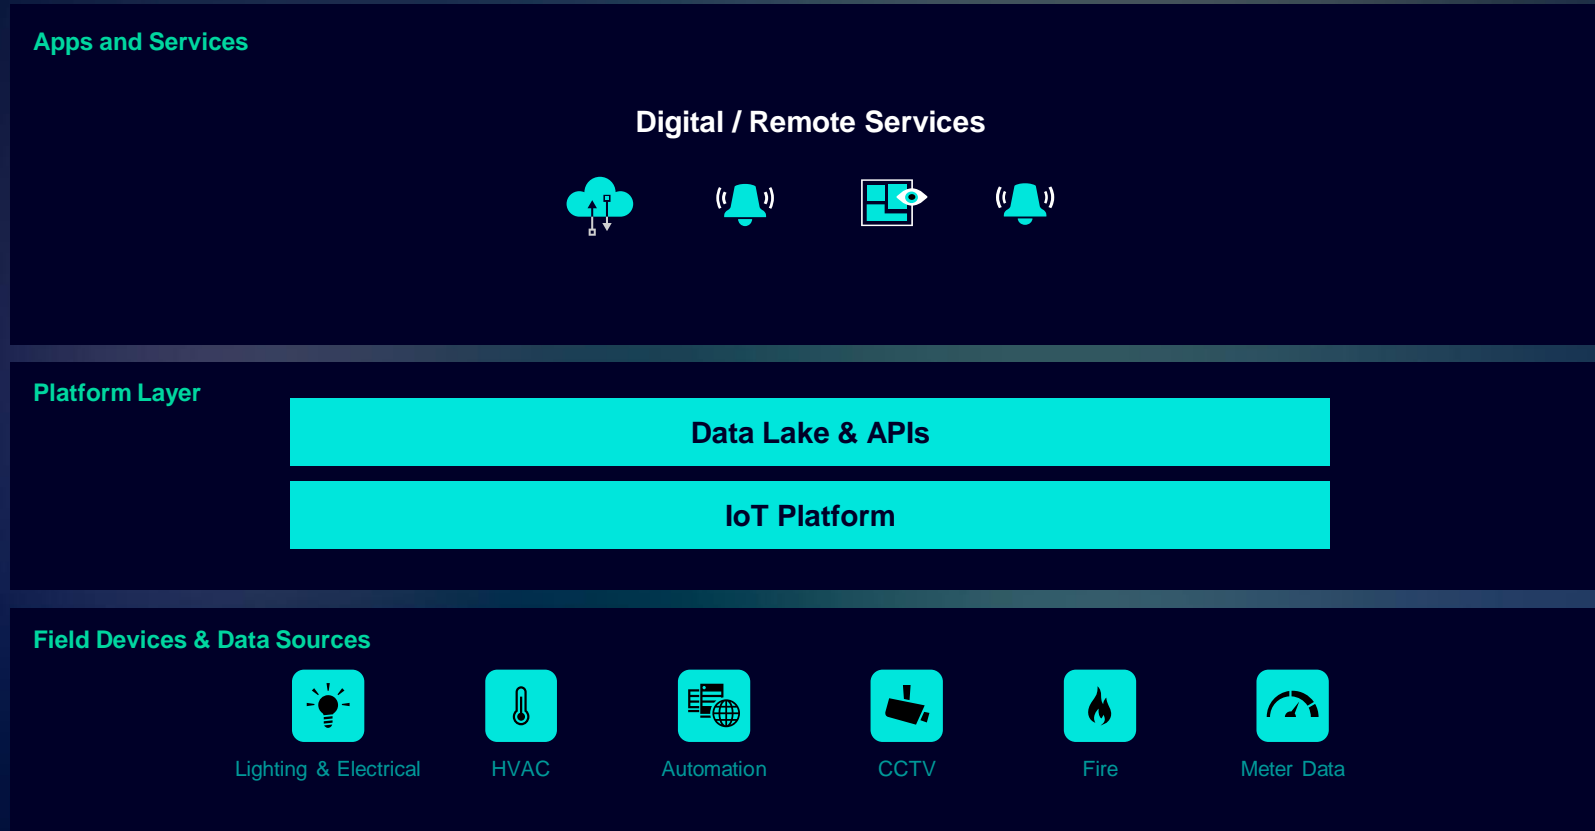 Apps and Services
Digital / Remote Services
Platform Layer
Data Lake & APIs
IoT Platform
Field Devices & Data Sources
Lighting & Electrical
HVAC
Automation
CCTV
Fire
Meter Data